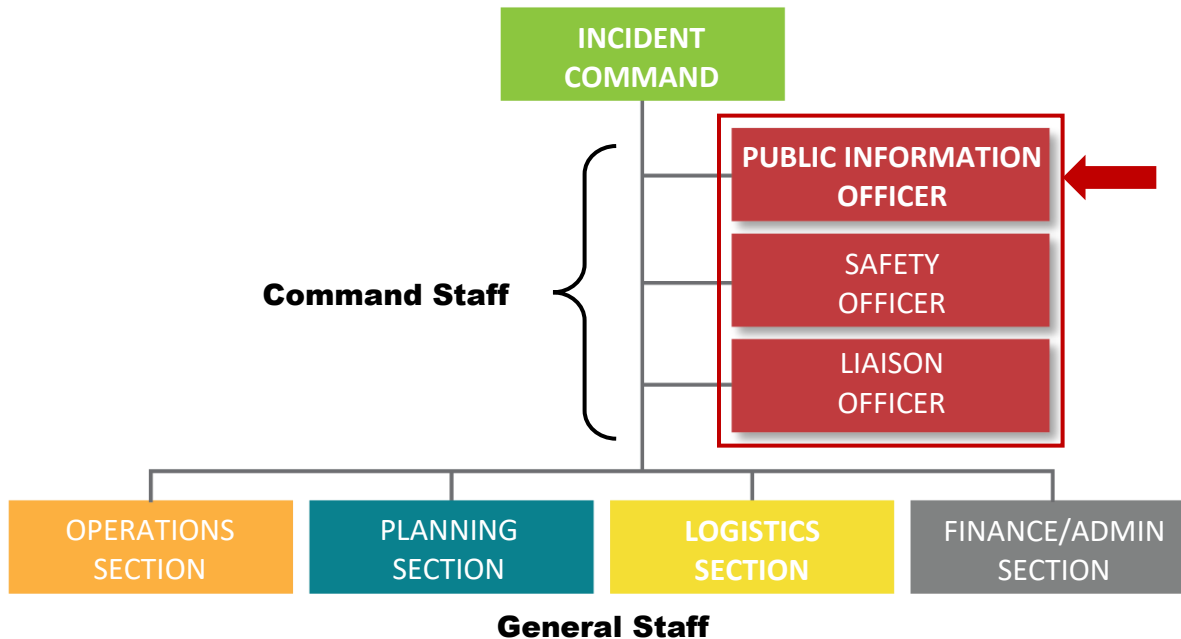 INCIDENT
COMMAND
PUBLIC INFORMATION
OFFICER
SAFETY
OFFICER
Command Staff
LIAISON
OFFICER
OPERATIONS
SECTION
PLANNING
SECTION
LOGISTICS
SECTION
FINANCE/ADMIN
SECTION
General Staff